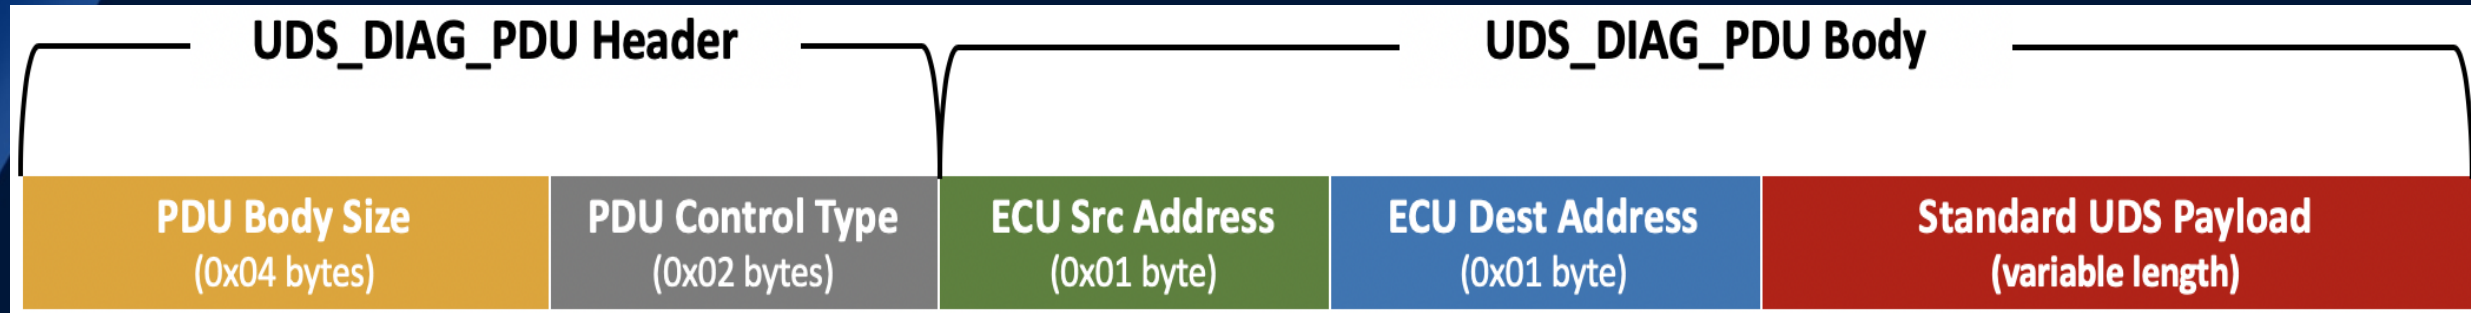 UDS_DIAG_PDU Header
UDS_DIAG_PDU Body
PDU Body Size
(0x04 bytes)
PDU Control Type
(0x02 bytes)
ECU Src Address
(0x01 byte)
ECU Dest Address
(0x01 byte)
Standard UDS Payload
(variable length)